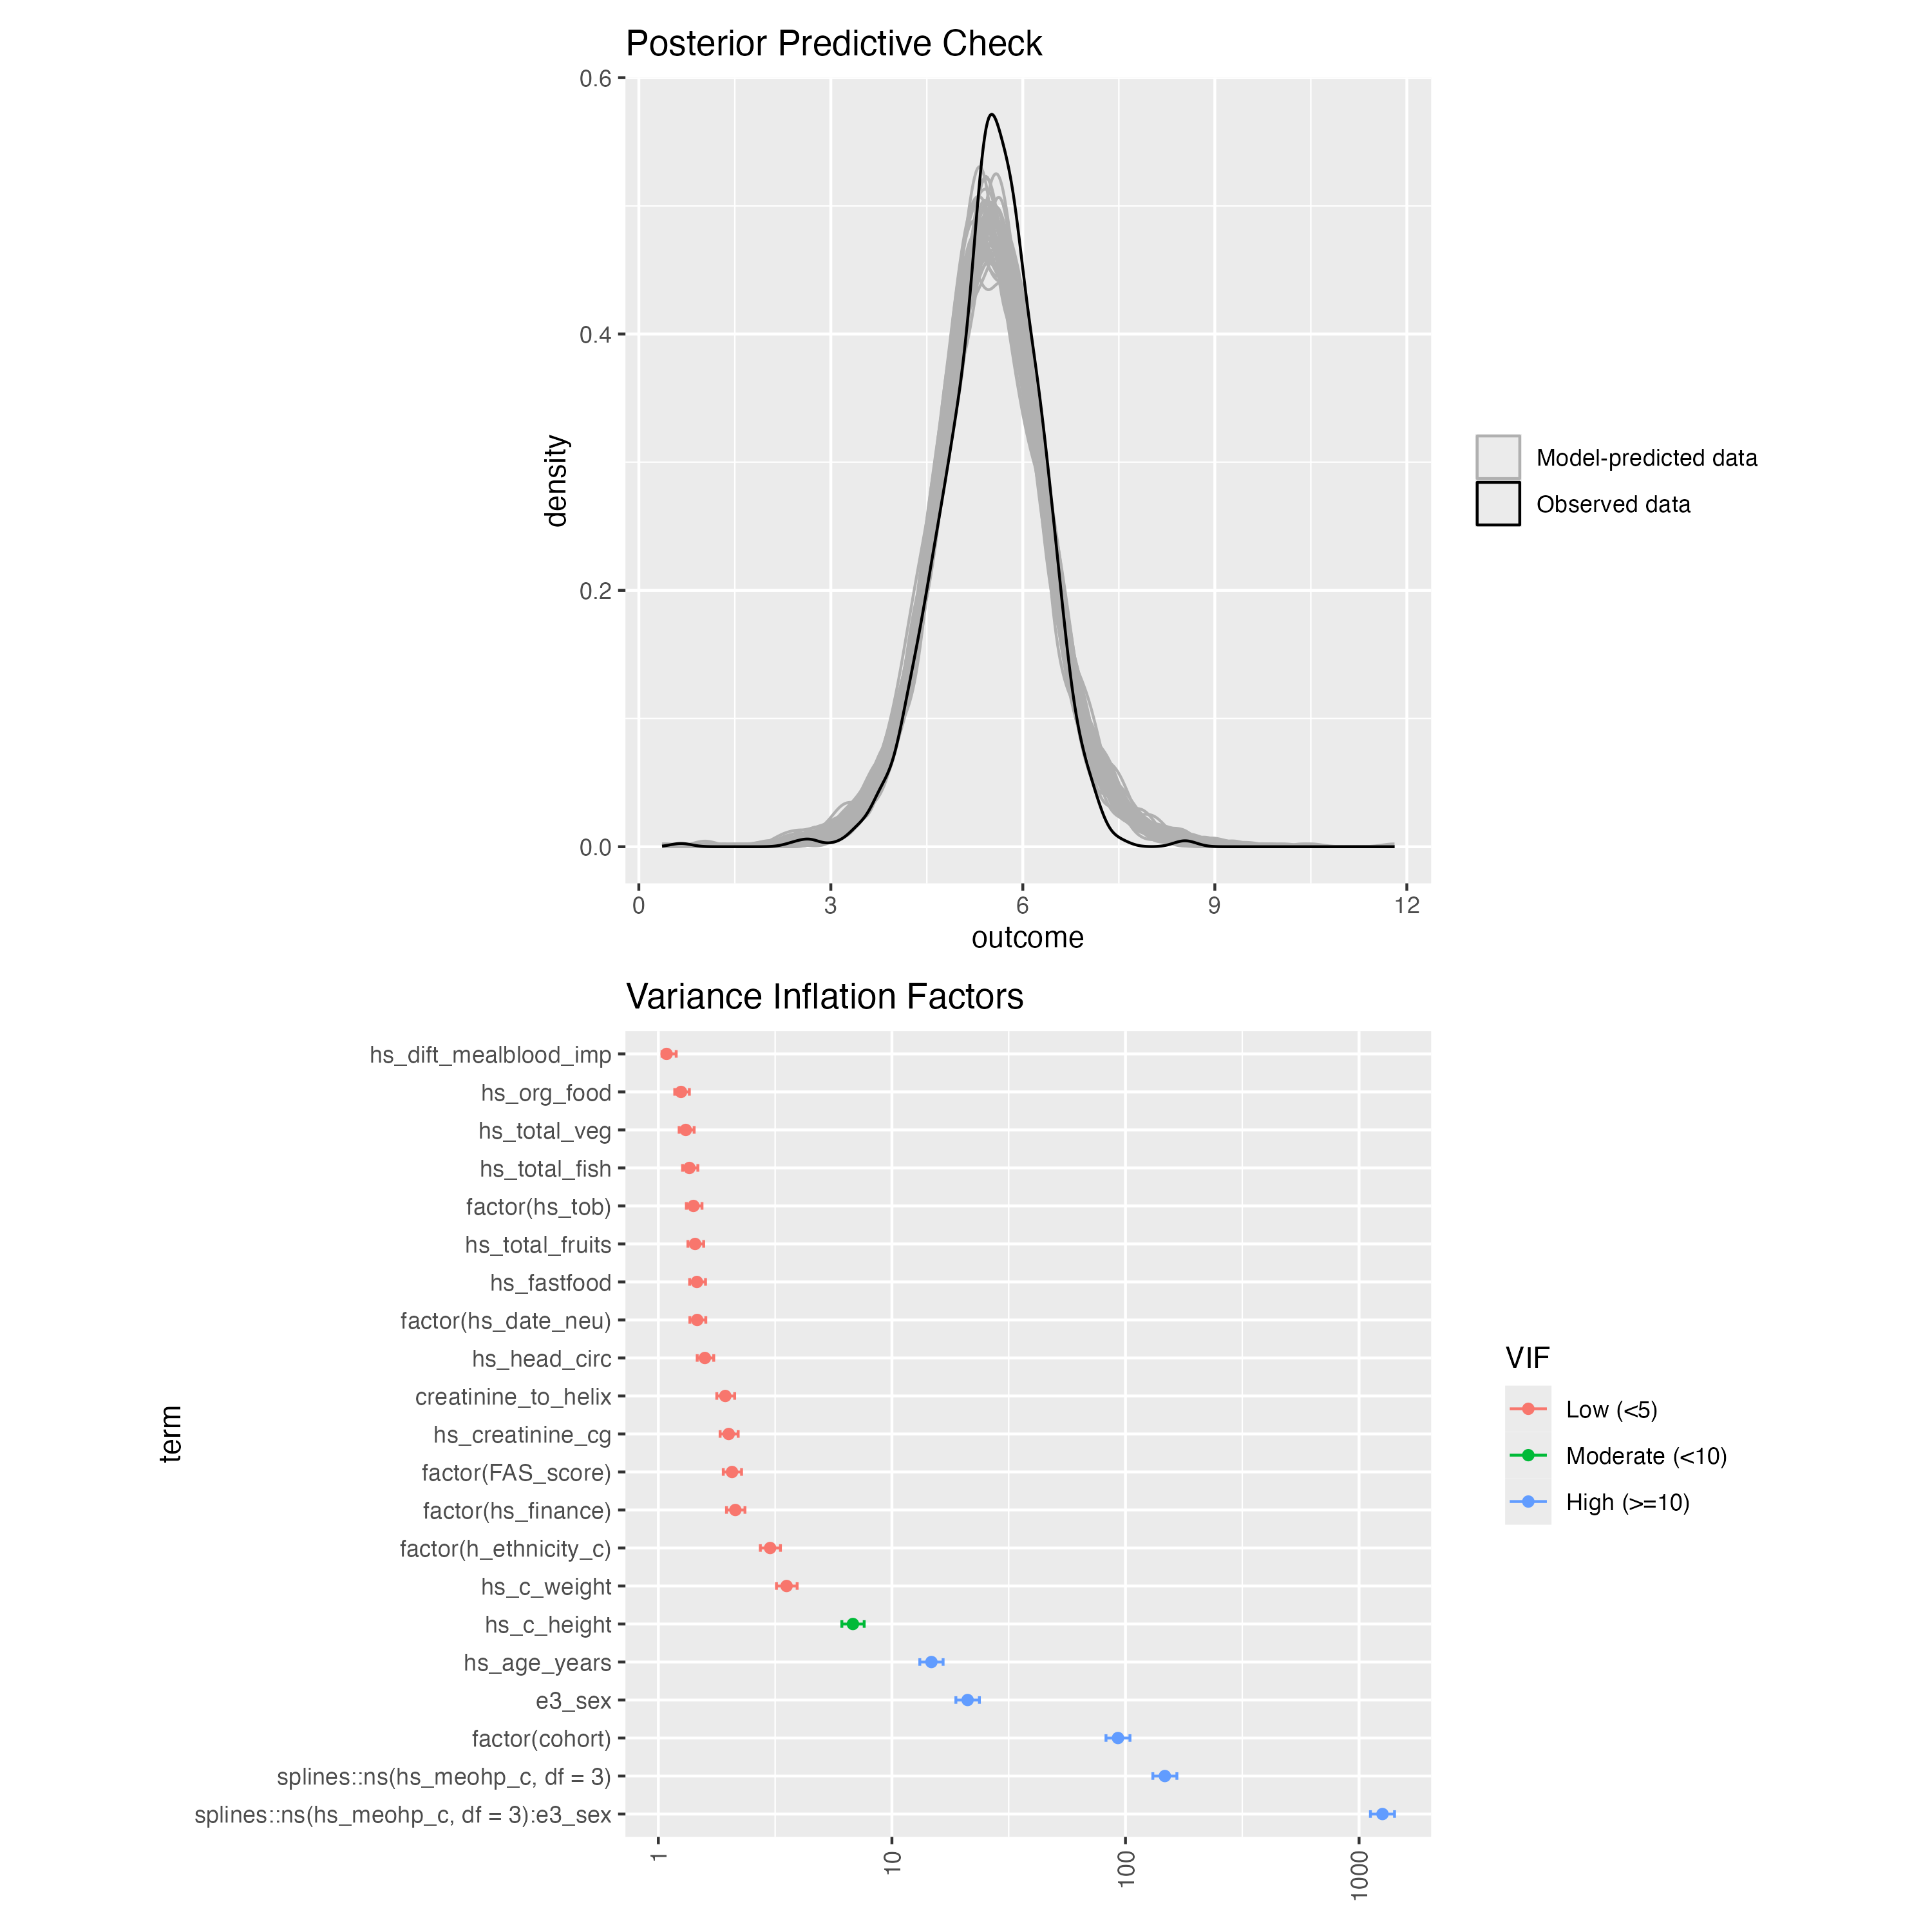 Posterior Predictive Check
0.6
0.4
0.2
0.0
density
0
3
6
9
12
outcome
Model-predicted data
Observed data
Variance Inflation Factors
hs_dift_mealblood_imp
hs_org_food
hs_total_veg
hs_total_fish
factor(hs_tob)
hs_total_fruits
hs_fastfood
factor(hs_date_neu)
hs_head_circ
creatinine_to_helix
hs_creatinine_cg
factor(FAS_score)
factor(hs_finance)
factor(h_ethnicity_c)
hs_c_weight
hs_c_height
hs_age_years
e3_sex
factor(cohort)
splines::ns(hs_meohp_c, df = 3)
splines::ns(hs_meohp_c, df = 3):e3_sex
term
1
10
100
1000
VIF
Low (<5)
Moderate (<10)
High (>=10)